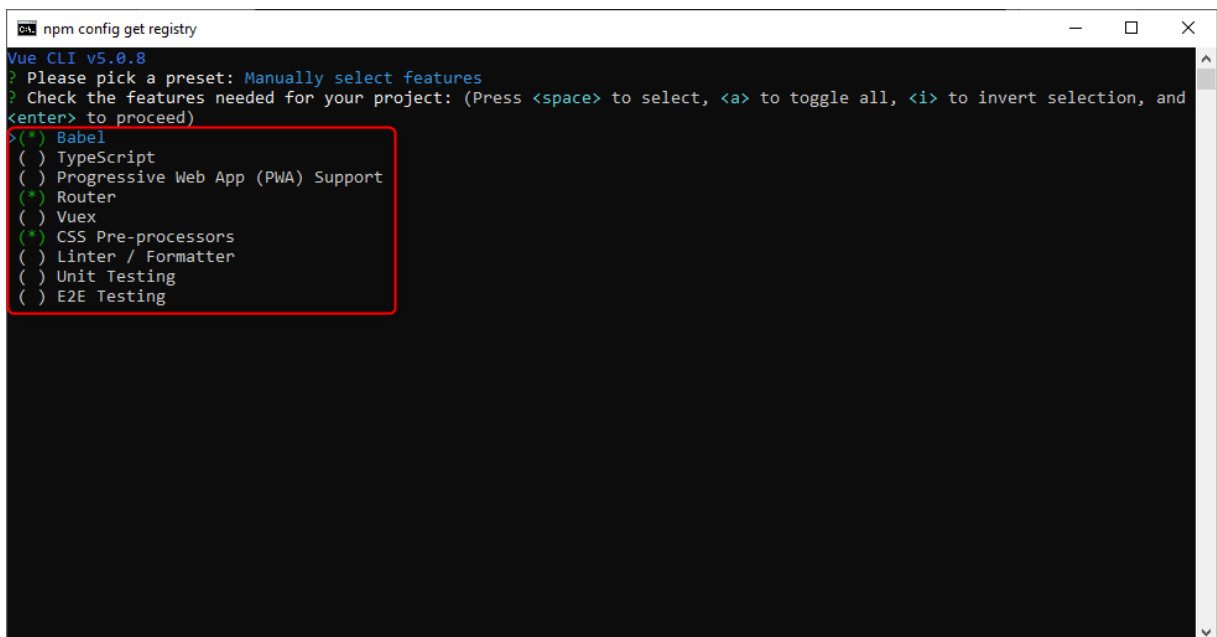 npm config get registry
Vue CLI v5.0.8
? Please pick a preset: Manually select features
? Check the features needed for your project: (Press <space> to select, <a> to toggle all, <i> to invert selection, and
<enter> to proceed)
>(*) Babel
( ) TypeScript
( ) Progressive Web App (PWA) Support
(*) Router
( ) Vuex
(*) CSS Pre-processors
( ) Linter / Formatter
( ) Unit Testing
( ) E2E Testing